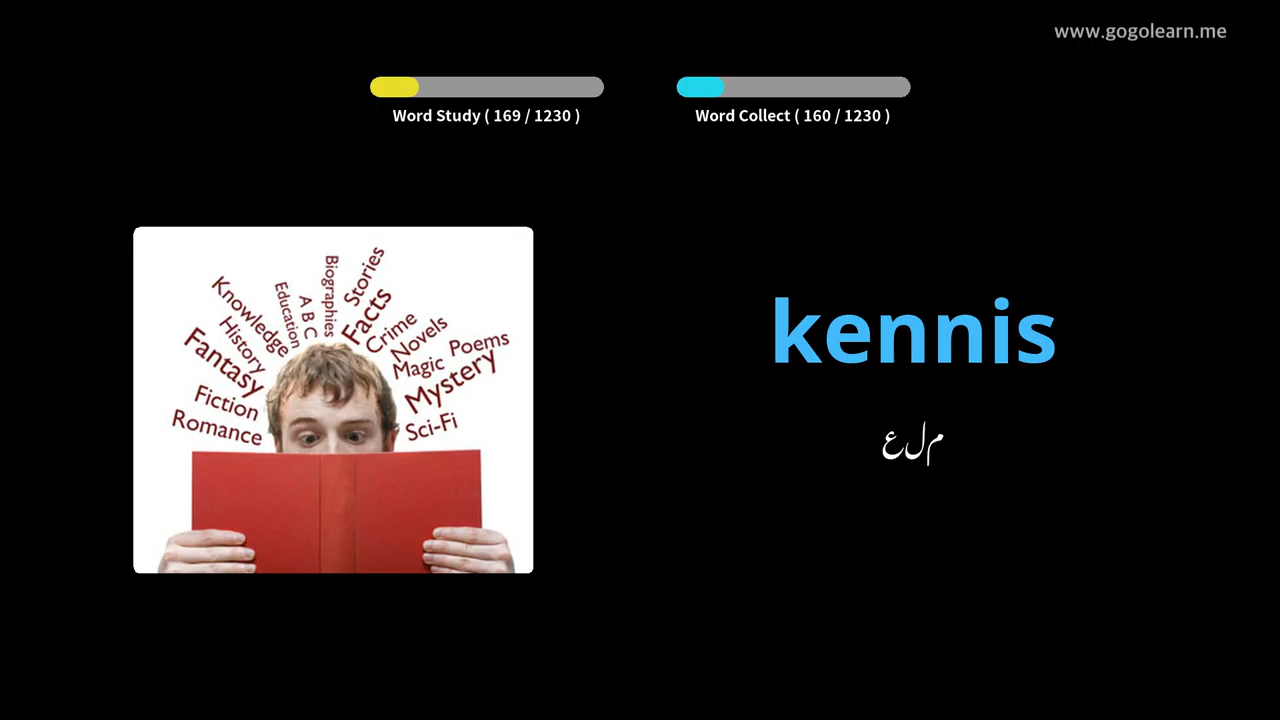 www.gogolearn.me
Word Study ( 169 / 1230 )
Word Collect ( 160 / 1230 )
Biographies
Stories
Knowledge
Education
A B C
Facts
History
Crime
Novels
Fantasy
Magic
Poems
Mystery
Fiction
Romance
Sci-Fi
kennis
ملع